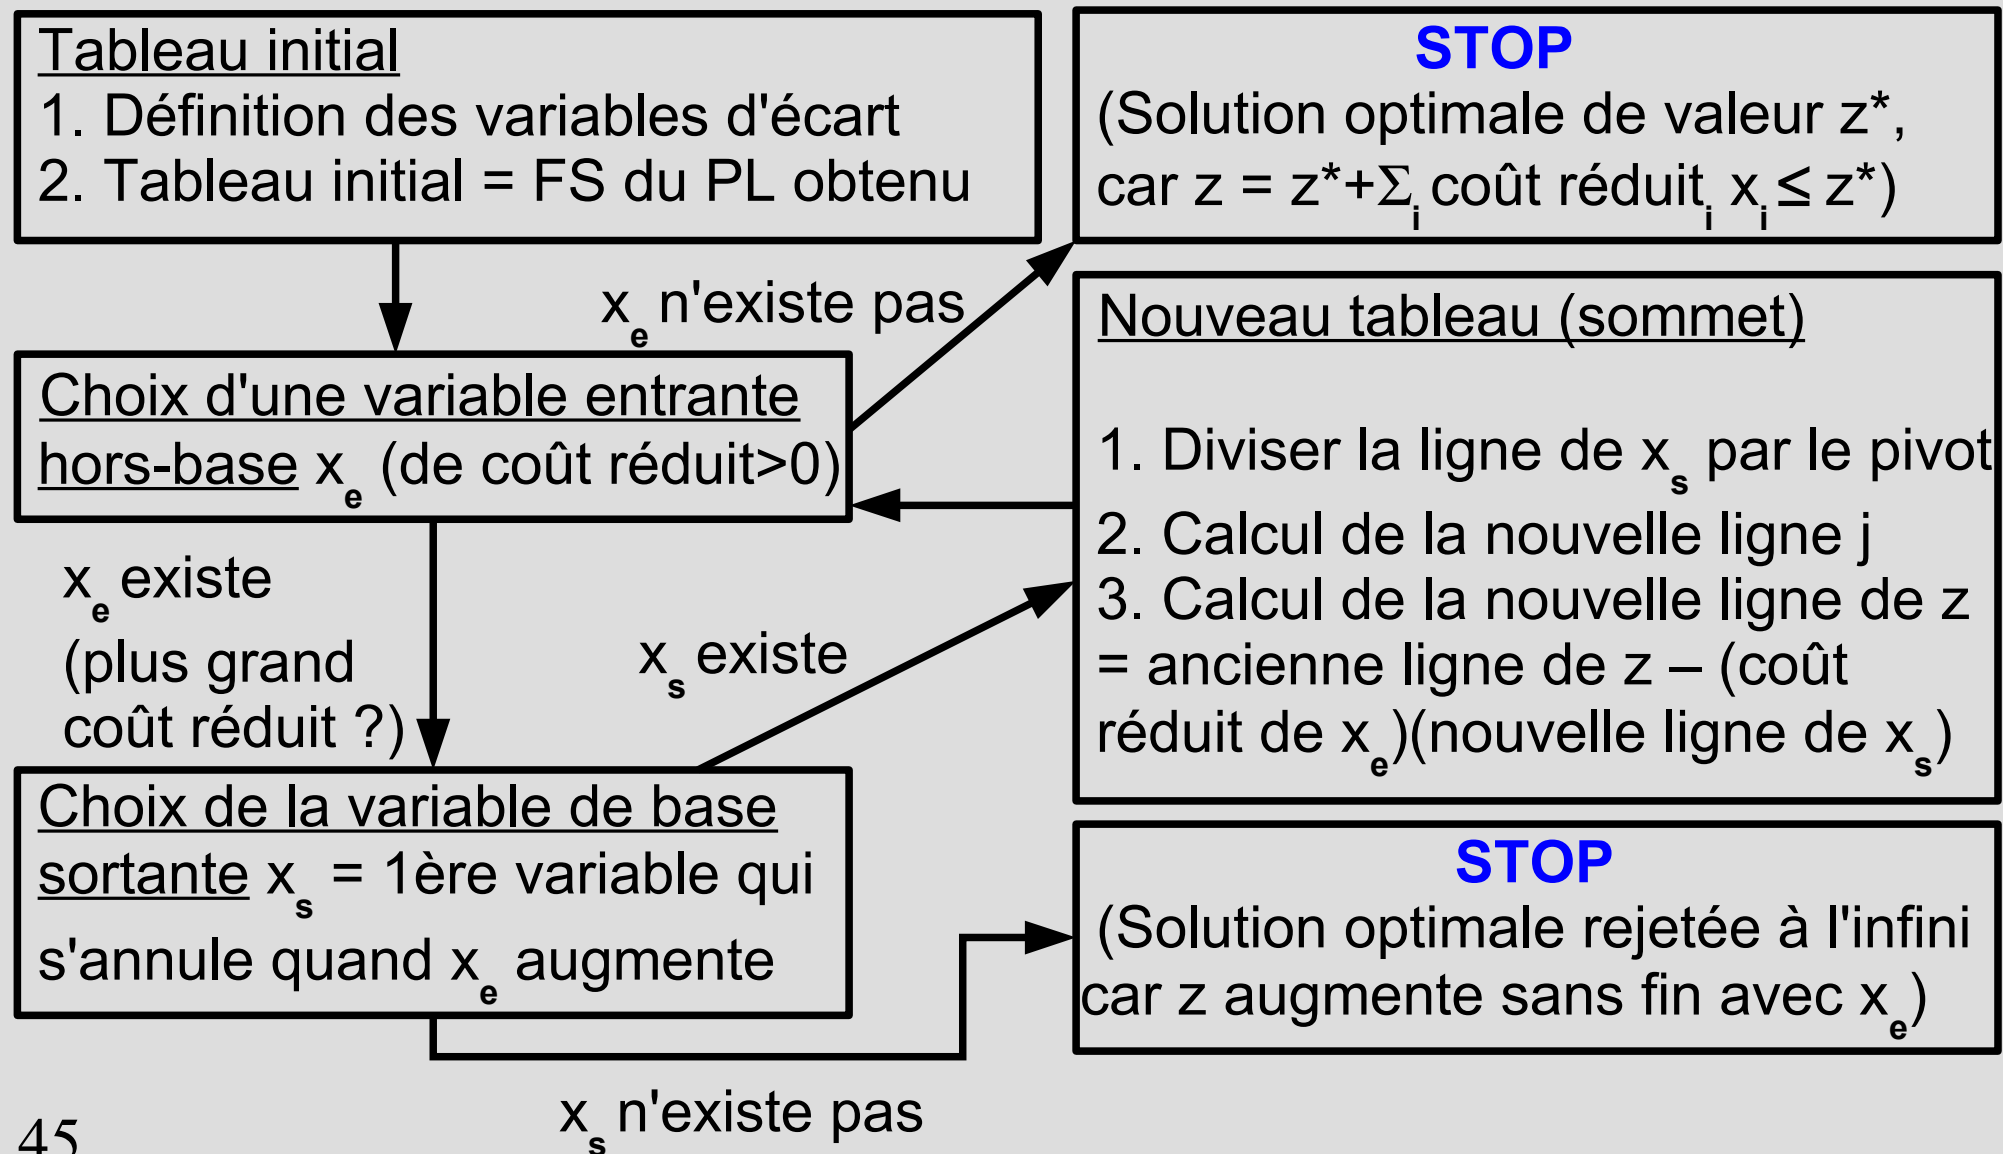 Tableau initial
1. Définition des variables d'écart
2. Tableau initial = FS du PL obtenu
STOP
(Solution optimale de valeur z*,
car z = z*+Σi coût réduiti xi ≤ z*)
xe n'existe pas
Choix d'une variable entrante
hors-base xe (de coût réduit>0)
Nouveau tableau (sommet)
1. Diviser la ligne de xs par le pivot
2. Calcul de la nouvelle ligne j
3. Calcul de la nouvelle ligne de z
= ancienne ligne de z – (coût
réduit de xe)(nouvelle ligne de xs)
xe existe
(plus grand
coût réduit ?)
xs existe
Choix de la variable de base
sortante xs = 1ère variable qui
s'annule quand xe augmente
STOP
(Solution optimale rejetée à l'infini
car z augmente sans fin avec xe)
xs n'existe pas
45